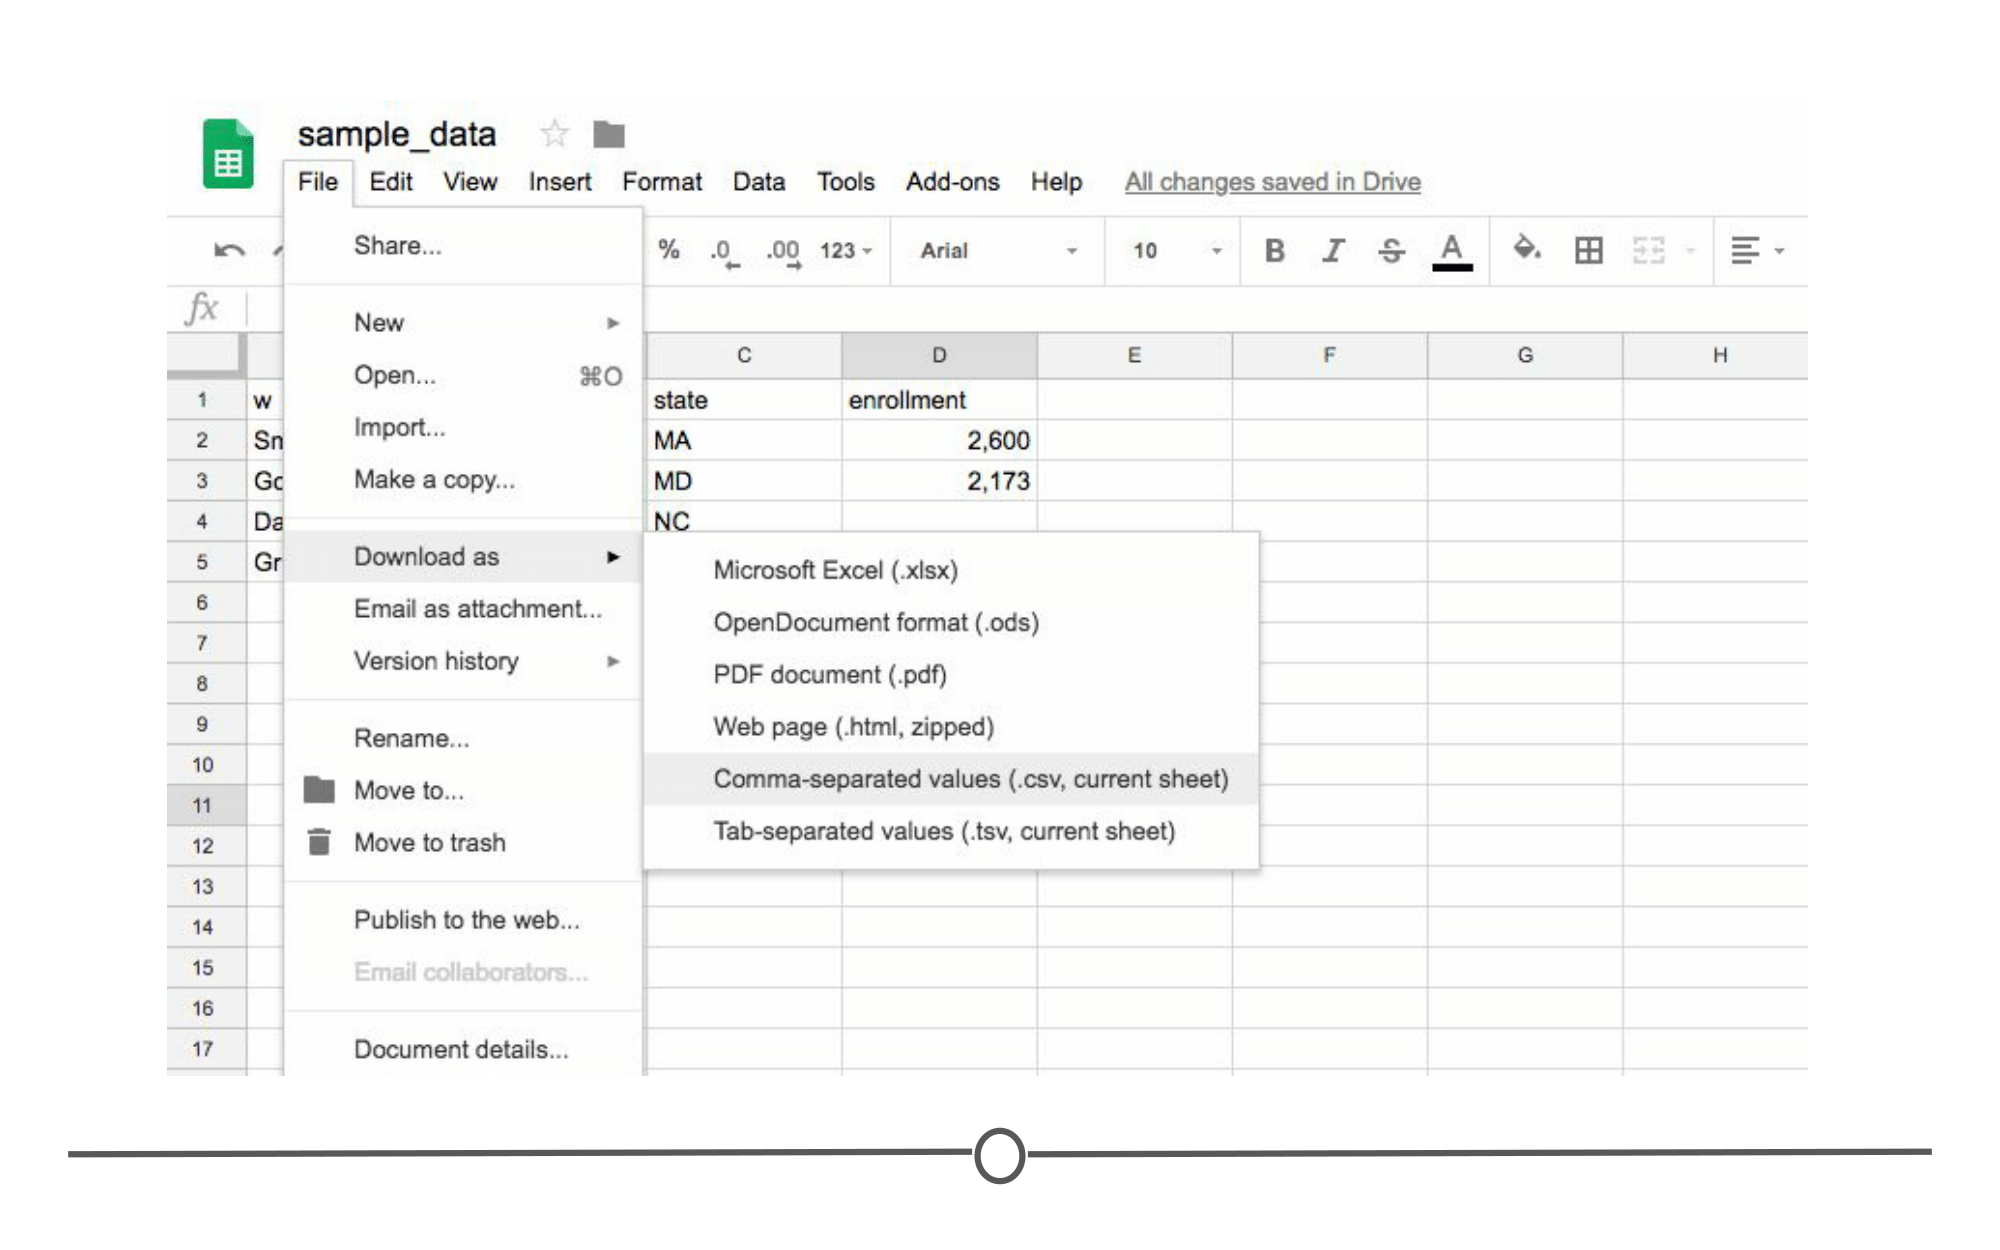 sample_data
File Edit View Insert Format Data Tools Add-ons Help All changes saved in Drive
% .0 .00 123 Arial 10 B I S A
fx
Share...
New
Open... ⌘O
Import...
Make a copy...
Download as
Email as attachment...
Version history
Rename...
Move to...
Move to trash
Publish to the web...
Email collaborators...
Document details...
Microsoft Excel (.xlsx)
OpenDocument format (.ods)
PDF document (.pdf)
Web page (.html, zipped)
Comma-separated values (.csv, current sheet)
Tab-separated values (.tsv, current sheet)
C D E F G H
1 w state enrollment
2 Sn MA 2,600
3 Go MD 2,173
4 Da NC
5 Gr
6
7
8
9
10
11
12
13
14
15
16
17